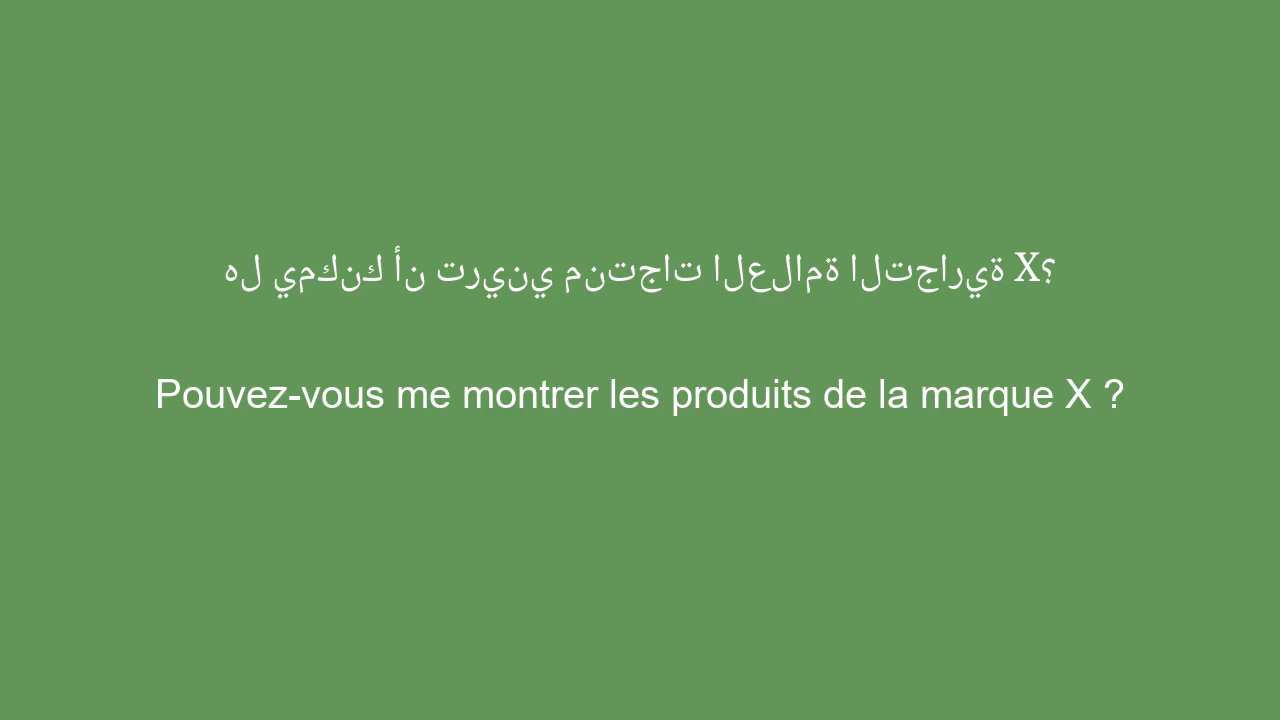 هل يمكنك أن تريني منتجات العلامة التجارية X؟
Pouvez-vous me montrer les produits de la marque X ?